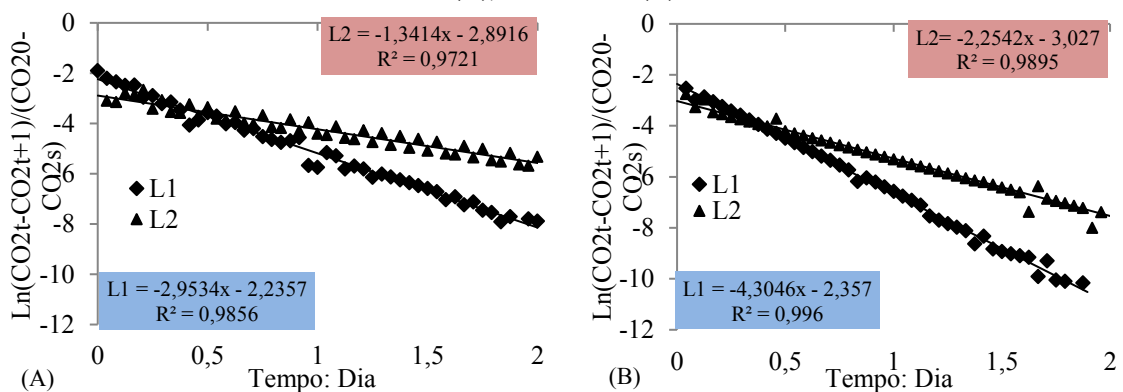 L2 = -1,3414x - 2,8916
R² = 0,9721
0
-2
-4
-6
-8
-10
-12
Ln(CO2t-CO2t+1)/(CO20-
CO2s)
L1
L2
L1 = -2,9534x - 2,2357
R² = 0,9856
0
0,5
1
1,5
2
(A)
Tempo: Dia
L2= -2,2542x - 3,027
R² = 0,9895
0
-2
-4
-6
-8
-10
-12
Ln(CO2t-CO2t+1)/(CO20-
CO2s)
L1
L2
L1 = -4,3046x - 2,357
R² = 0,996
0
0,5
1
1,5
2
(B)
Tempo: Dia